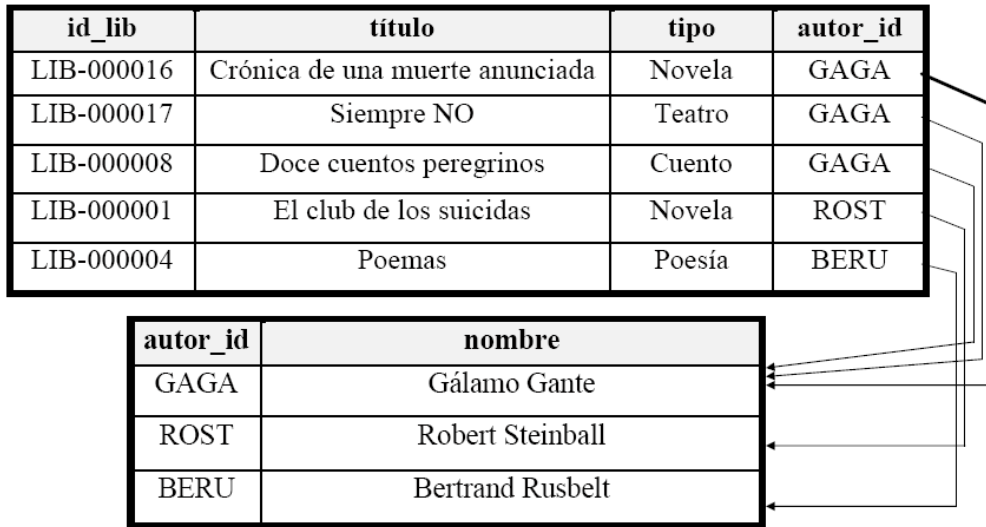 id_lib título tipo autor_id
LIB-000016 Crónica de una muerte anunciada Novela GAGA
LIB-000017 Siempre NO Teatro GAGA
LIB-000008 Doce cuentos peregrinos Cuento GAGA
LIB-000001 El club de los suicidas Novela ROST
LIB-000004 Poemas Poesía BERU
autor_id nombre
GAGA Gálamo Gante
ROST Robert Steinball
BERU Bertrand Rusbelt